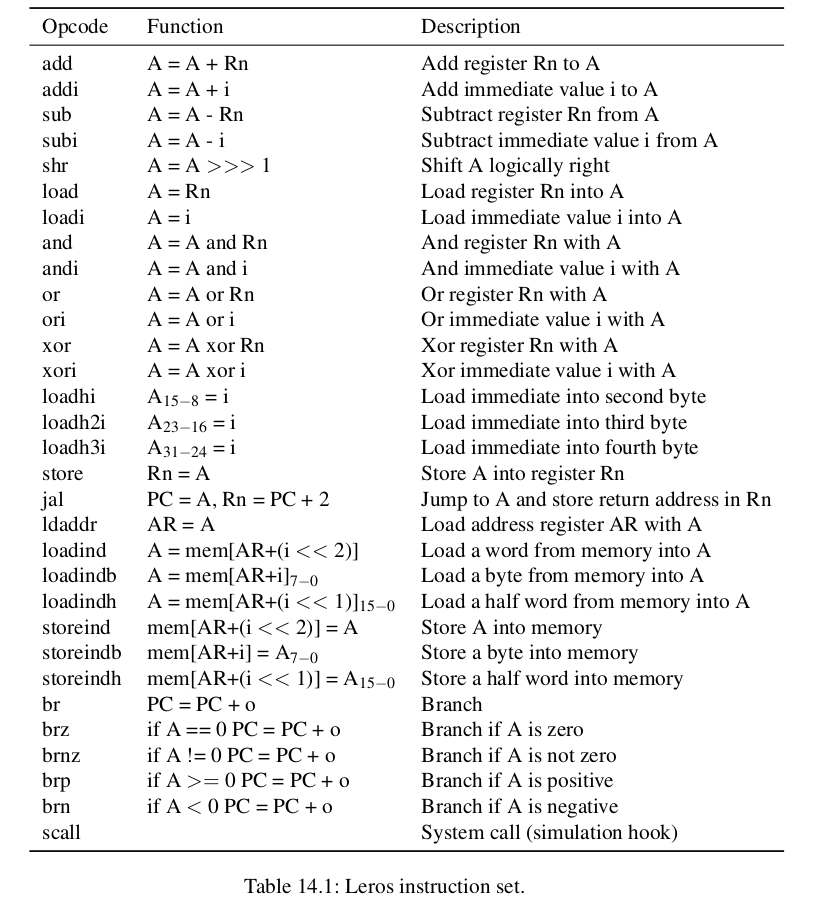 Opcode Function Description
add A = A + Rn Add register Rn to A
addi A = A + i Add immediate value i to A
sub A = A - Rn Subtract register Rn from A
subi A = A - i Subtract immediate value i from A
shr A = A >>> 1 Shift A logically right
load A = Rn Load register Rn into A
loadi A = i Load immediate value i into A
and A = A and Rn And register Rn with A
andi A = A and i And immediate value i with A
or A = A or Rn Or register Rn with A
ori A = A or i Or immediate value i with A
xor A = A xor Rn Xor register Rn with A
xori A = A xor i Xor immediate value i with A
loadhi A₁₅₋₈ = i Load immediate into second byte
loadh2i A₂₃₋₁₆ = i Load immediate into third byte
loadh3i A₃₁₋₂₄ = i Load immediate into fourth byte
store Rn = A Store A into register Rn
jal PC = A, Rn = PC + 2 Jump to A and store return address in Rn
ldaddr AR = A Load address register AR with A
loadind A = mem[AR+(i << 2)] Load a word from memory into A
loadindb A = mem[AR+i]₇₋₀ Load a byte from memory into A
loadindh A = mem[AR+(i << 1)]₁₅₋₀ Load a half word from memory into A
storeind mem[AR+(i << 2)] = A Store A into memory
storeindb mem[AR+i] = A₇₋₀ Store a byte into memory
storeindh mem[AR+(i << 1)] = A₁₅₋₀ Store a half word into memory
br PC = PC + o Branch
brz if A == 0 PC = PC + o Branch if A is zero
brnz if A != 0 PC = PC + o Branch if A is not zero
brp if A >= 0 PC = PC + o Branch if A is positive
brn if A < 0 PC = PC + o Branch if A is negative
scall System call (simulation hook)
Table 14.1: Leros instruction set.